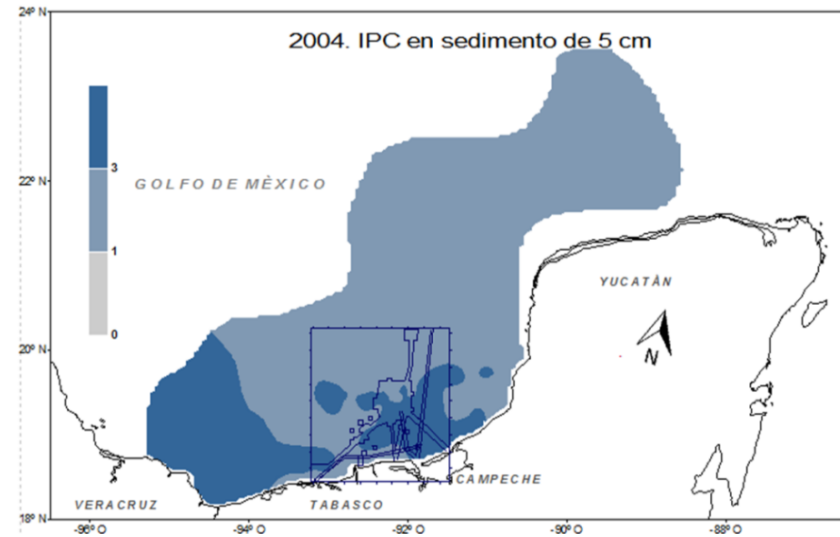 24º N
2004. IPC en sedimento de 5 cm
3
1
0
22º N
GOLFO DE MÈXICO
YUCATÀN
20º N
N
CAMPECHE
VERACRUZ
TABASCO
18º N
-96º O
-94º O
-92º O
-90º O
-88º O